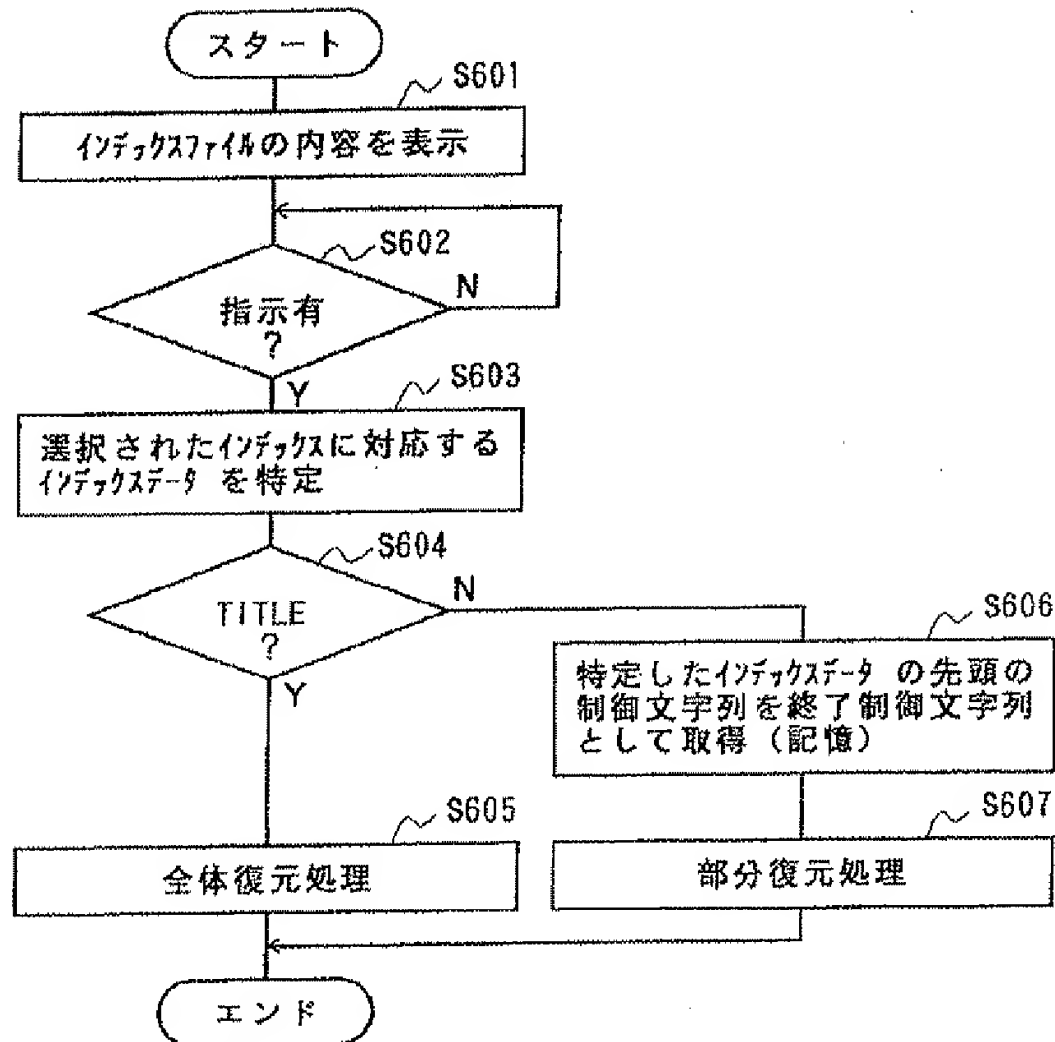 スタート
S601
インデックスファイルの内容を表示
S602
指示有
?
N
Y
S603
選択されたインデックスに対応する
インデックスデータ を特定
S604
TITLE
?
N
Y
S606
特定したインデックスデータ の先頭の
制御文字列を終了制御文字列
として取得（記憶）
S605
全体復元処理
S607
部分復元処理
エンド